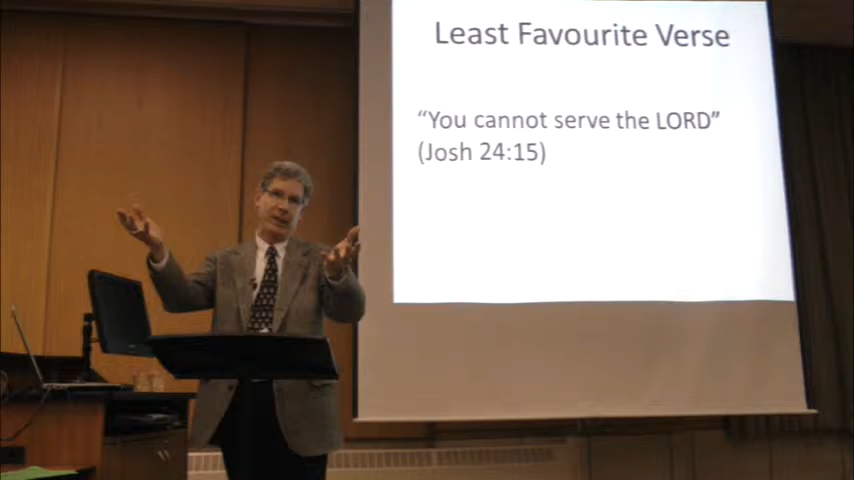 Least Favourite Verse
“You cannot serve the LORD”
(Josh 24:15)